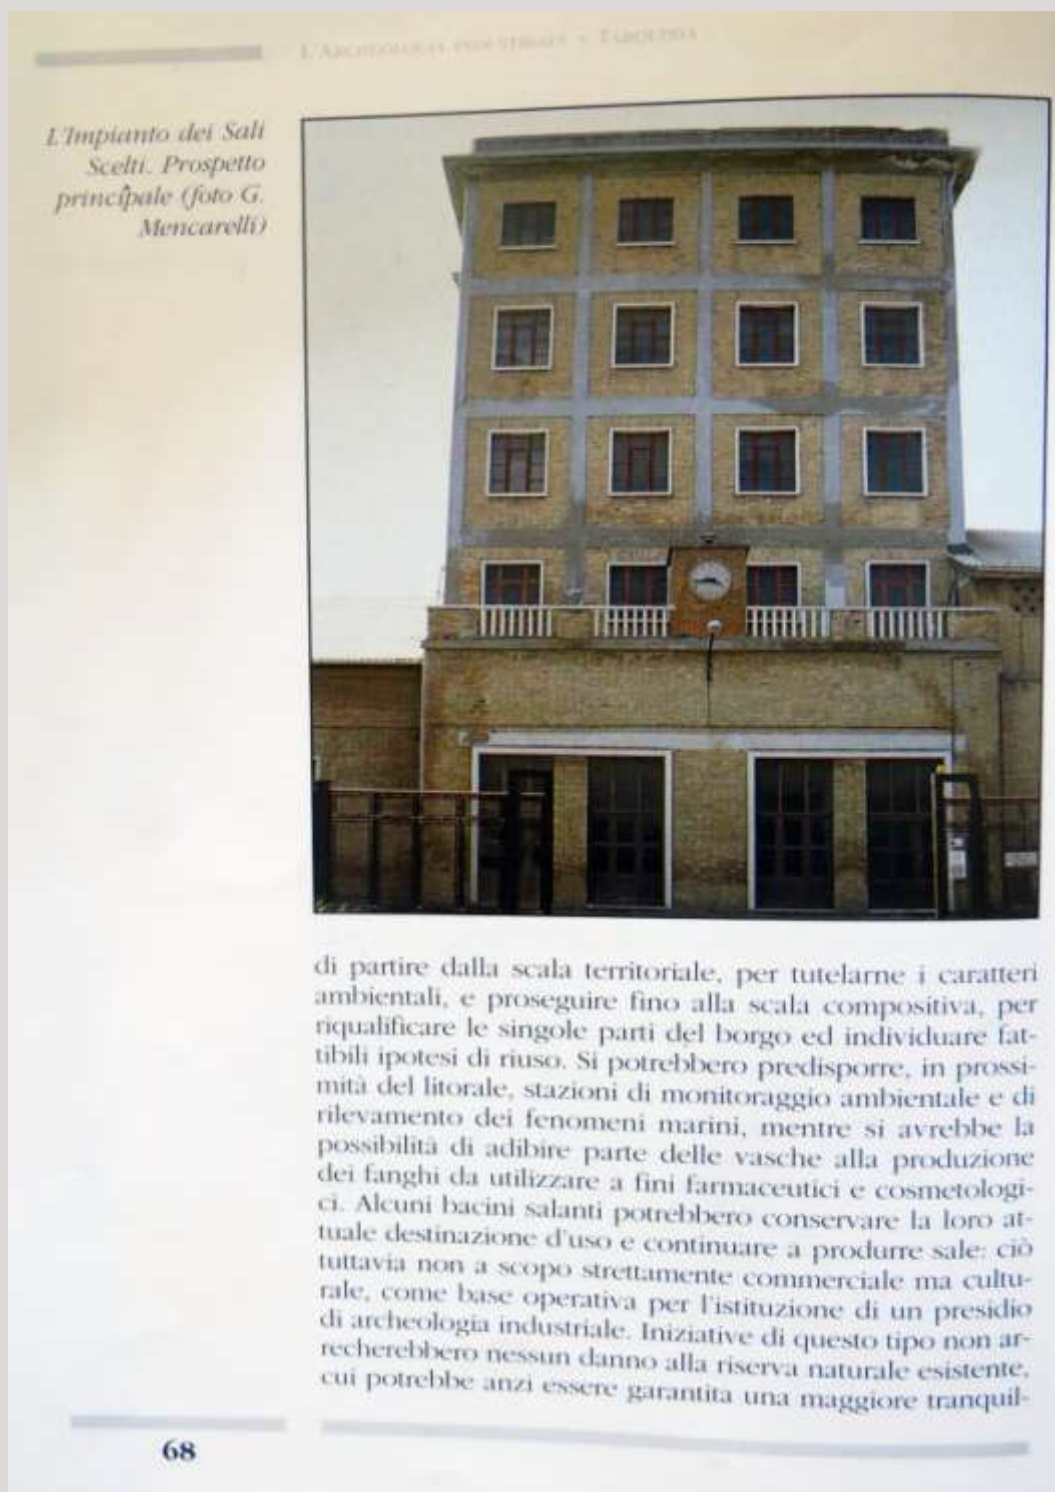 L'ARCHEOLOGIA INDUSTRIALE • TARQUINIA
L'Impianto dei Sali
Scelti. Prospetto
principale (foto G.
Mencarelli)
di partire dalla scala territoriale, per tutelarne i caratteri
ambientali, e proseguire fino alla scala compositiva, per
riqualificare le singole parti del borgo ed individuare fat-
tibili ipotesi di riuso. Si potrebbero predisporre, in prossi-
mità del litorale, stazioni di monitoraggio ambientale e di
rilevamento dei fenomeni marini, mentre si avrebbe la
possibilità di adibire parte delle vasche alla produzione
dei fanghi da utilizzare a fini farmaceutici e cosmetologi-
ci. Alcuni bacini salanti potrebbero conservare la loro at-
tuale destinazione d'uso e continuare a produrre sale: ciò
tuttavia non a scopo strettamente commerciale ma cultu-
rale, come base operativa per l'istituzione di un presidio
di archeologia industriale. Iniziative di questo tipo non ar-
recherebbero nessun danno alla riserva naturale esistente,
cui potrebbe anzi essere garantita una maggiore tranquil-
68